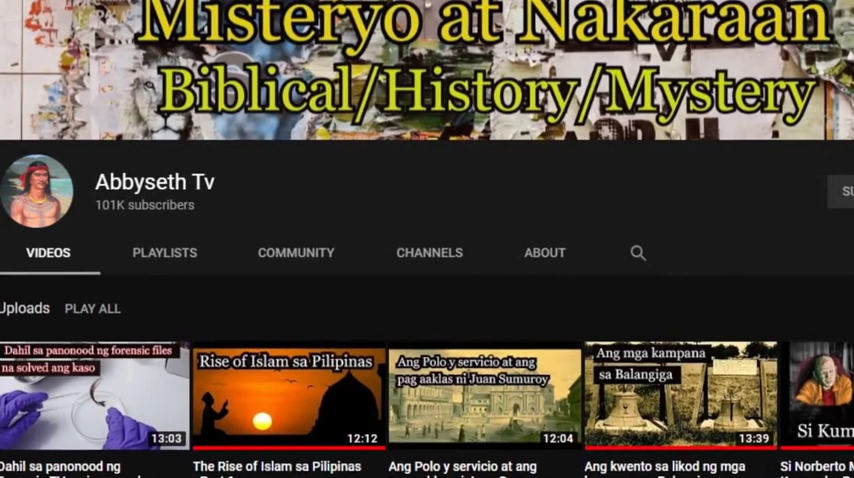 Misteryo at Nakaraan
Biblical/History/Mystery
Abbyseth Tv
101K subscribers
VIDEOS PLAYLISTS COMMUNITY CHANNELS ABOUT
Uploads PLAY ALL
Dahil sa panonood ng forensic files
na solved ang kaso
13:03
Rise of Islam sa Pilipinas
12:12
Ang Polo y servicio at ang
pag aaklas ni Juan Sumuroy
12:04
Ang mga kampana
sa Balangiga
13:39
Si Kum
Dahil sa panonood ng
The Rise of Islam sa Pilipinas
Ang Polo y servicio at ang
Ang kwento sa likod ng mga
Si Norberto M